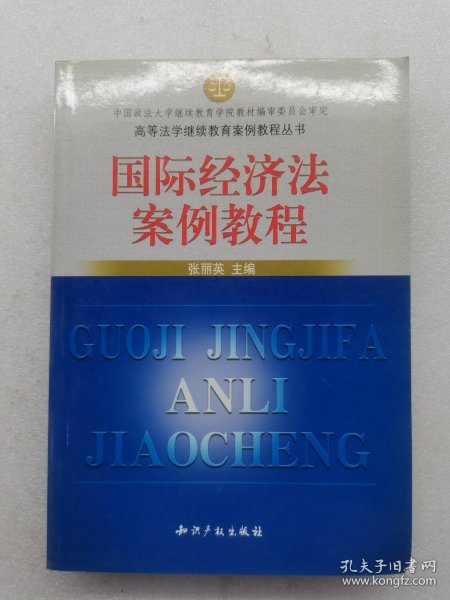 中国政法大学继续教育学院教材编审委员会审定
高等法学继续教育案例教程丛书
国际经济法
案例教程
张丽英 主编
GUOJI JINGJIFA
ANLI
JIAOCHENG
知识产权出版社
孔夫子旧书网
www.kongfz.com